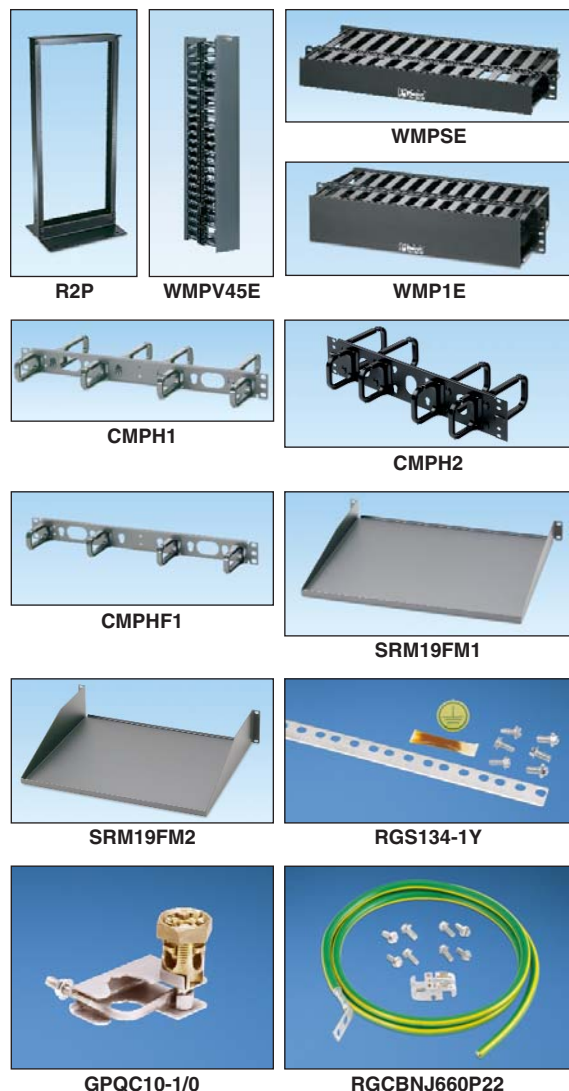 R2P
WMPV45E
WMPSE
WMP1E
CMPH1
CMPH2
CMPHF1
SRM19FM1
SRM19FM2
RGS134-1Y
GPQC10-1/0
RGCBNJ660P22